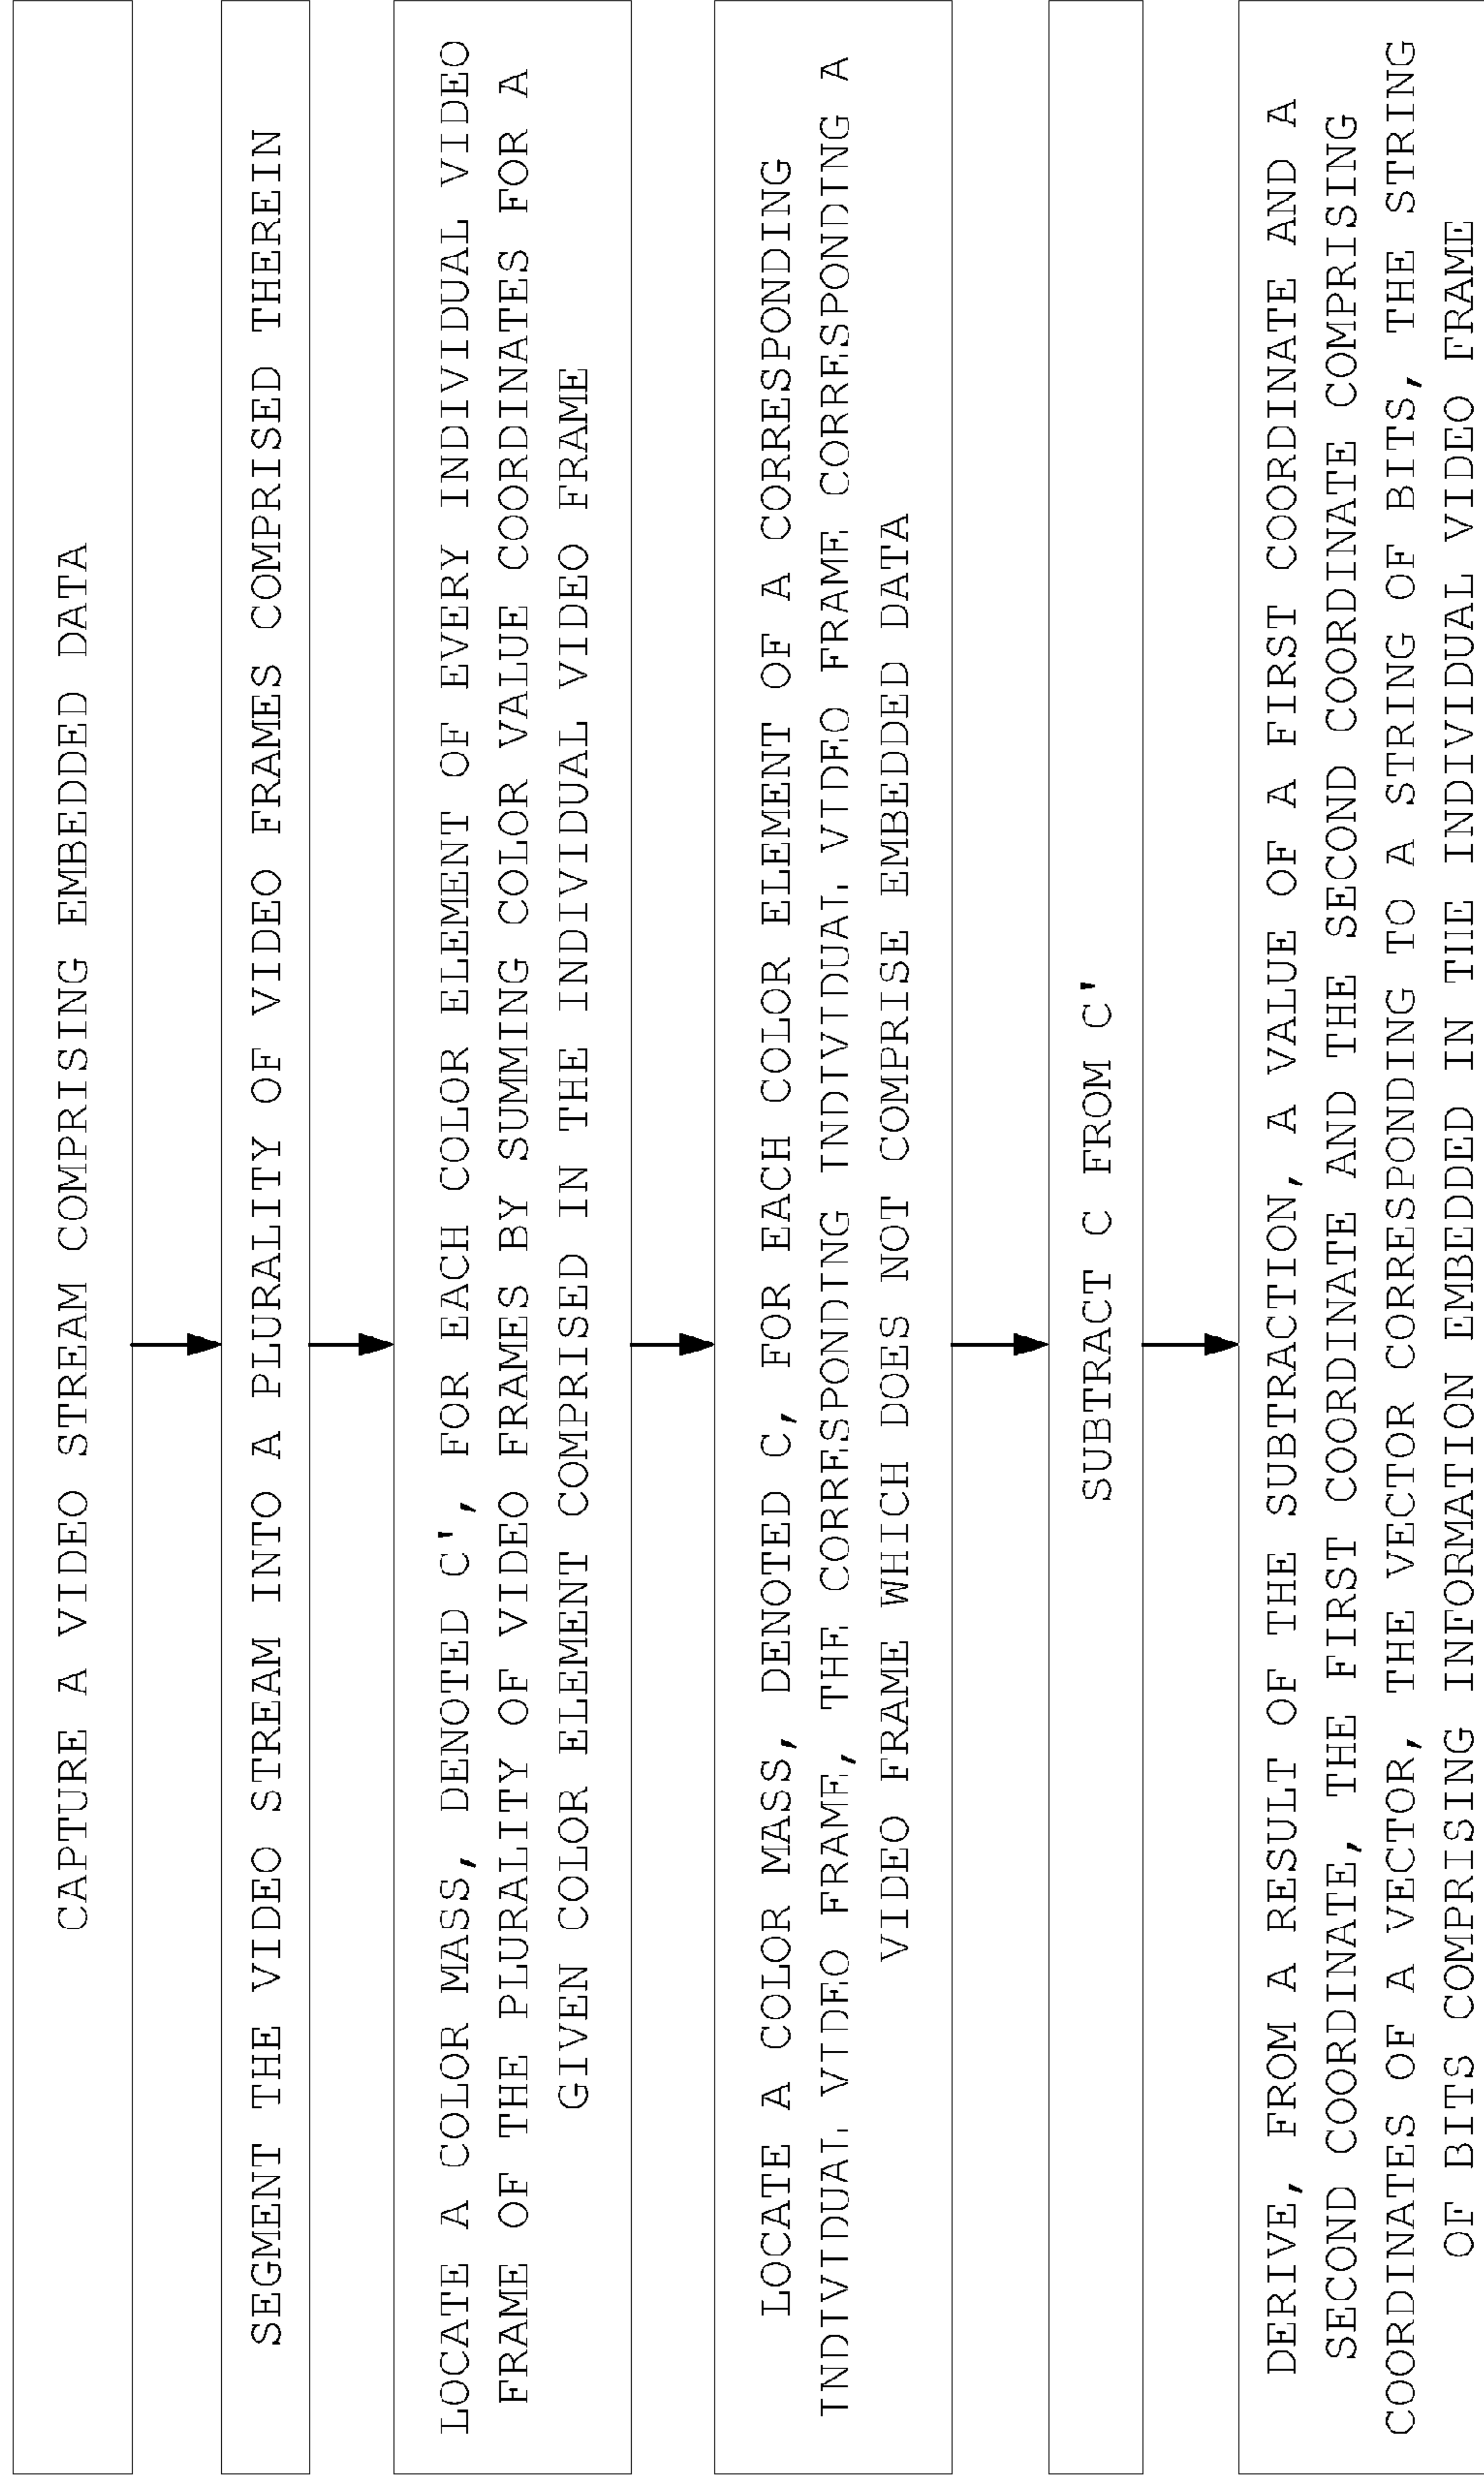 CAPTURE A VIDEO STREAM COMPRISING EMBEDDED DATA
SEGMENT THE VIDEO STREAM INTO A PLURALITY OF VIDEO FRAMES COMPRISED THEREIN
LOCATE A COLOR MASS, DENOTED C', FOR EACH COLOR ELEMENT OF EVERY INDIVIDUAL VIDEO
FRAME OF THE PLURALITY OF VIDEO FRAMES BY SUMMING COLOR VALUE COORDINATES FOR A
GIVEN COLOR ELEMENT COMPRISED IN THE INDIVIDUAL VIDEO FRAME
LOCATE A COLOR MASS, DENOTED C, FOR EACH COLOR ELEMENT OF A CORRESPONDING
INDIVIDUAL VIDEO FRAME, THE CORRESPONDING INDIVIDUAL VIDEO FRAME CORRESPONDING A
VIDEO FRAME WHICH DOES NOT COMPRISE EMBEDDED DATA
SUBTRACT C FROM C'
DERIVE, FROM A RESULT OF THE SUBTRACTION, A VALUE OF A FIRST COORDINATE AND A
SECOND COORDINATE, THE FIRST COORDINATE AND THE SECOND COORDINATE COMPRISING
COORDINATES OF A VECTOR, THE VECTOR CORRESPONDING TO A STRING OF BITS, THE STRING
OF BITS COMPRISING INFORMATION EMBEDDED IN THE INDIVIDUAL VIDEO FRAME